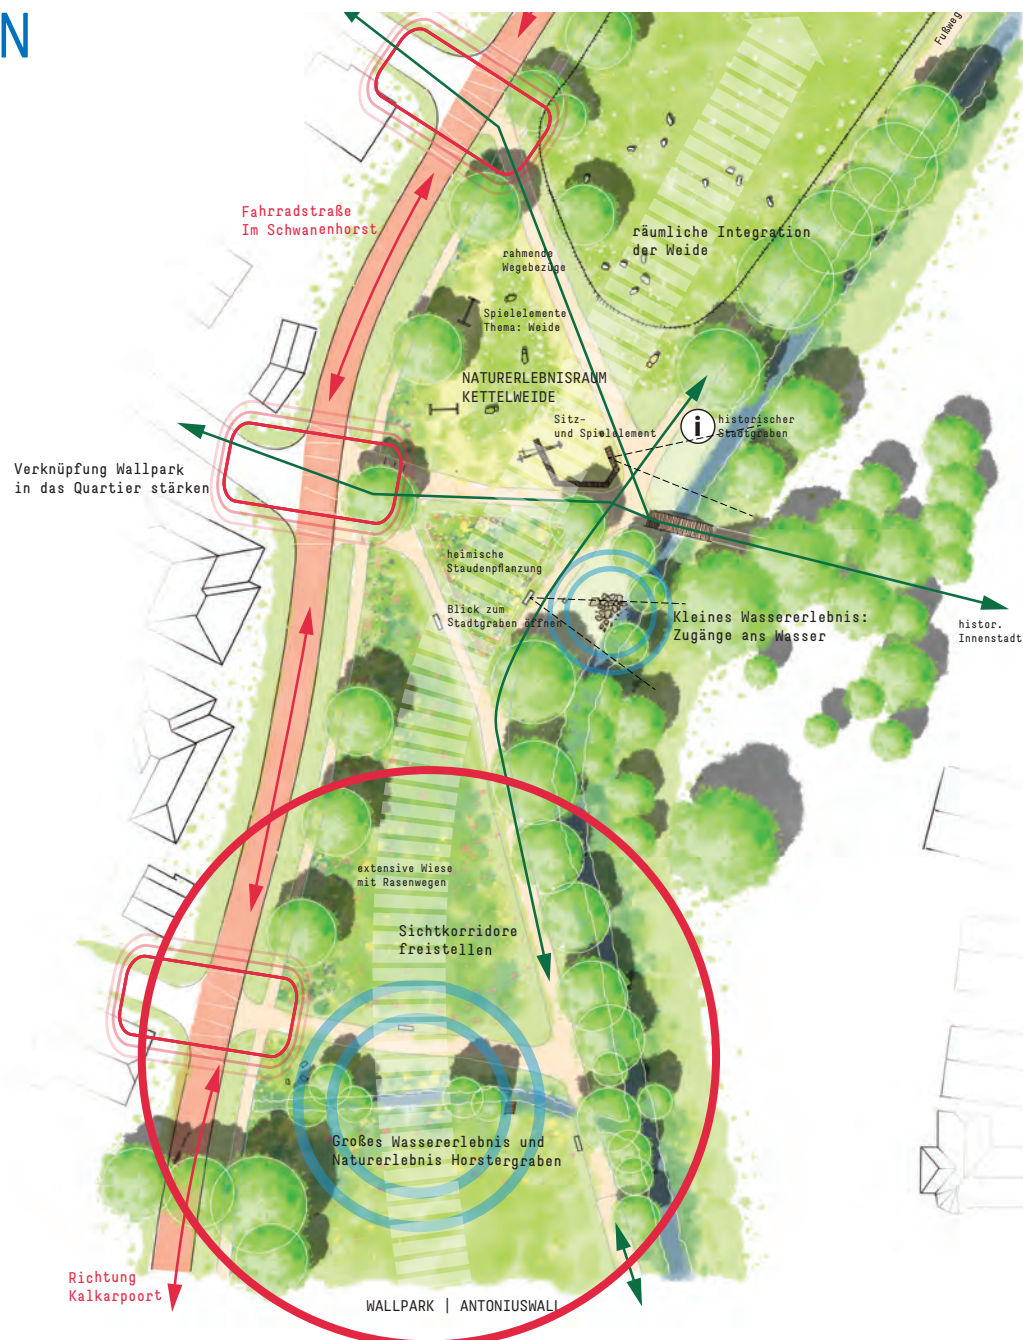 N
Fußweg
Fahrradstraße
Im Schwanenhorst
räumliche Integration
der Weide
rahmende
Wegebezüge
Spielelemente
Thema: Weide
NATURERLEBNISRAUM
KETTELWEIDE
Sitz-
und Spielelement
i
historischer
Stadtgraben
Verknüpfung Wallpark
in das Quartier stärken
heimische
Staudenpflanzung
Blick zum
Stadtgraben öffnen
Kleines Wassererlebnis:
Zugänge ans Wasser
histor.
Innenstadt
extensive Wiese
mit Rasenwegen
Sichtkorridore
freistellen
Großes Wassererlebnis und
Naturerlebnis Horstergraben
Richtung
Kalkarpoort
WALLPARK | ANTONIUSWALL